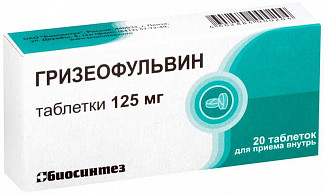 ГРИЗЕОФУЛЬВИН
таблетки 125 мг
20 таблеток
для приема внутрь
биосинтез